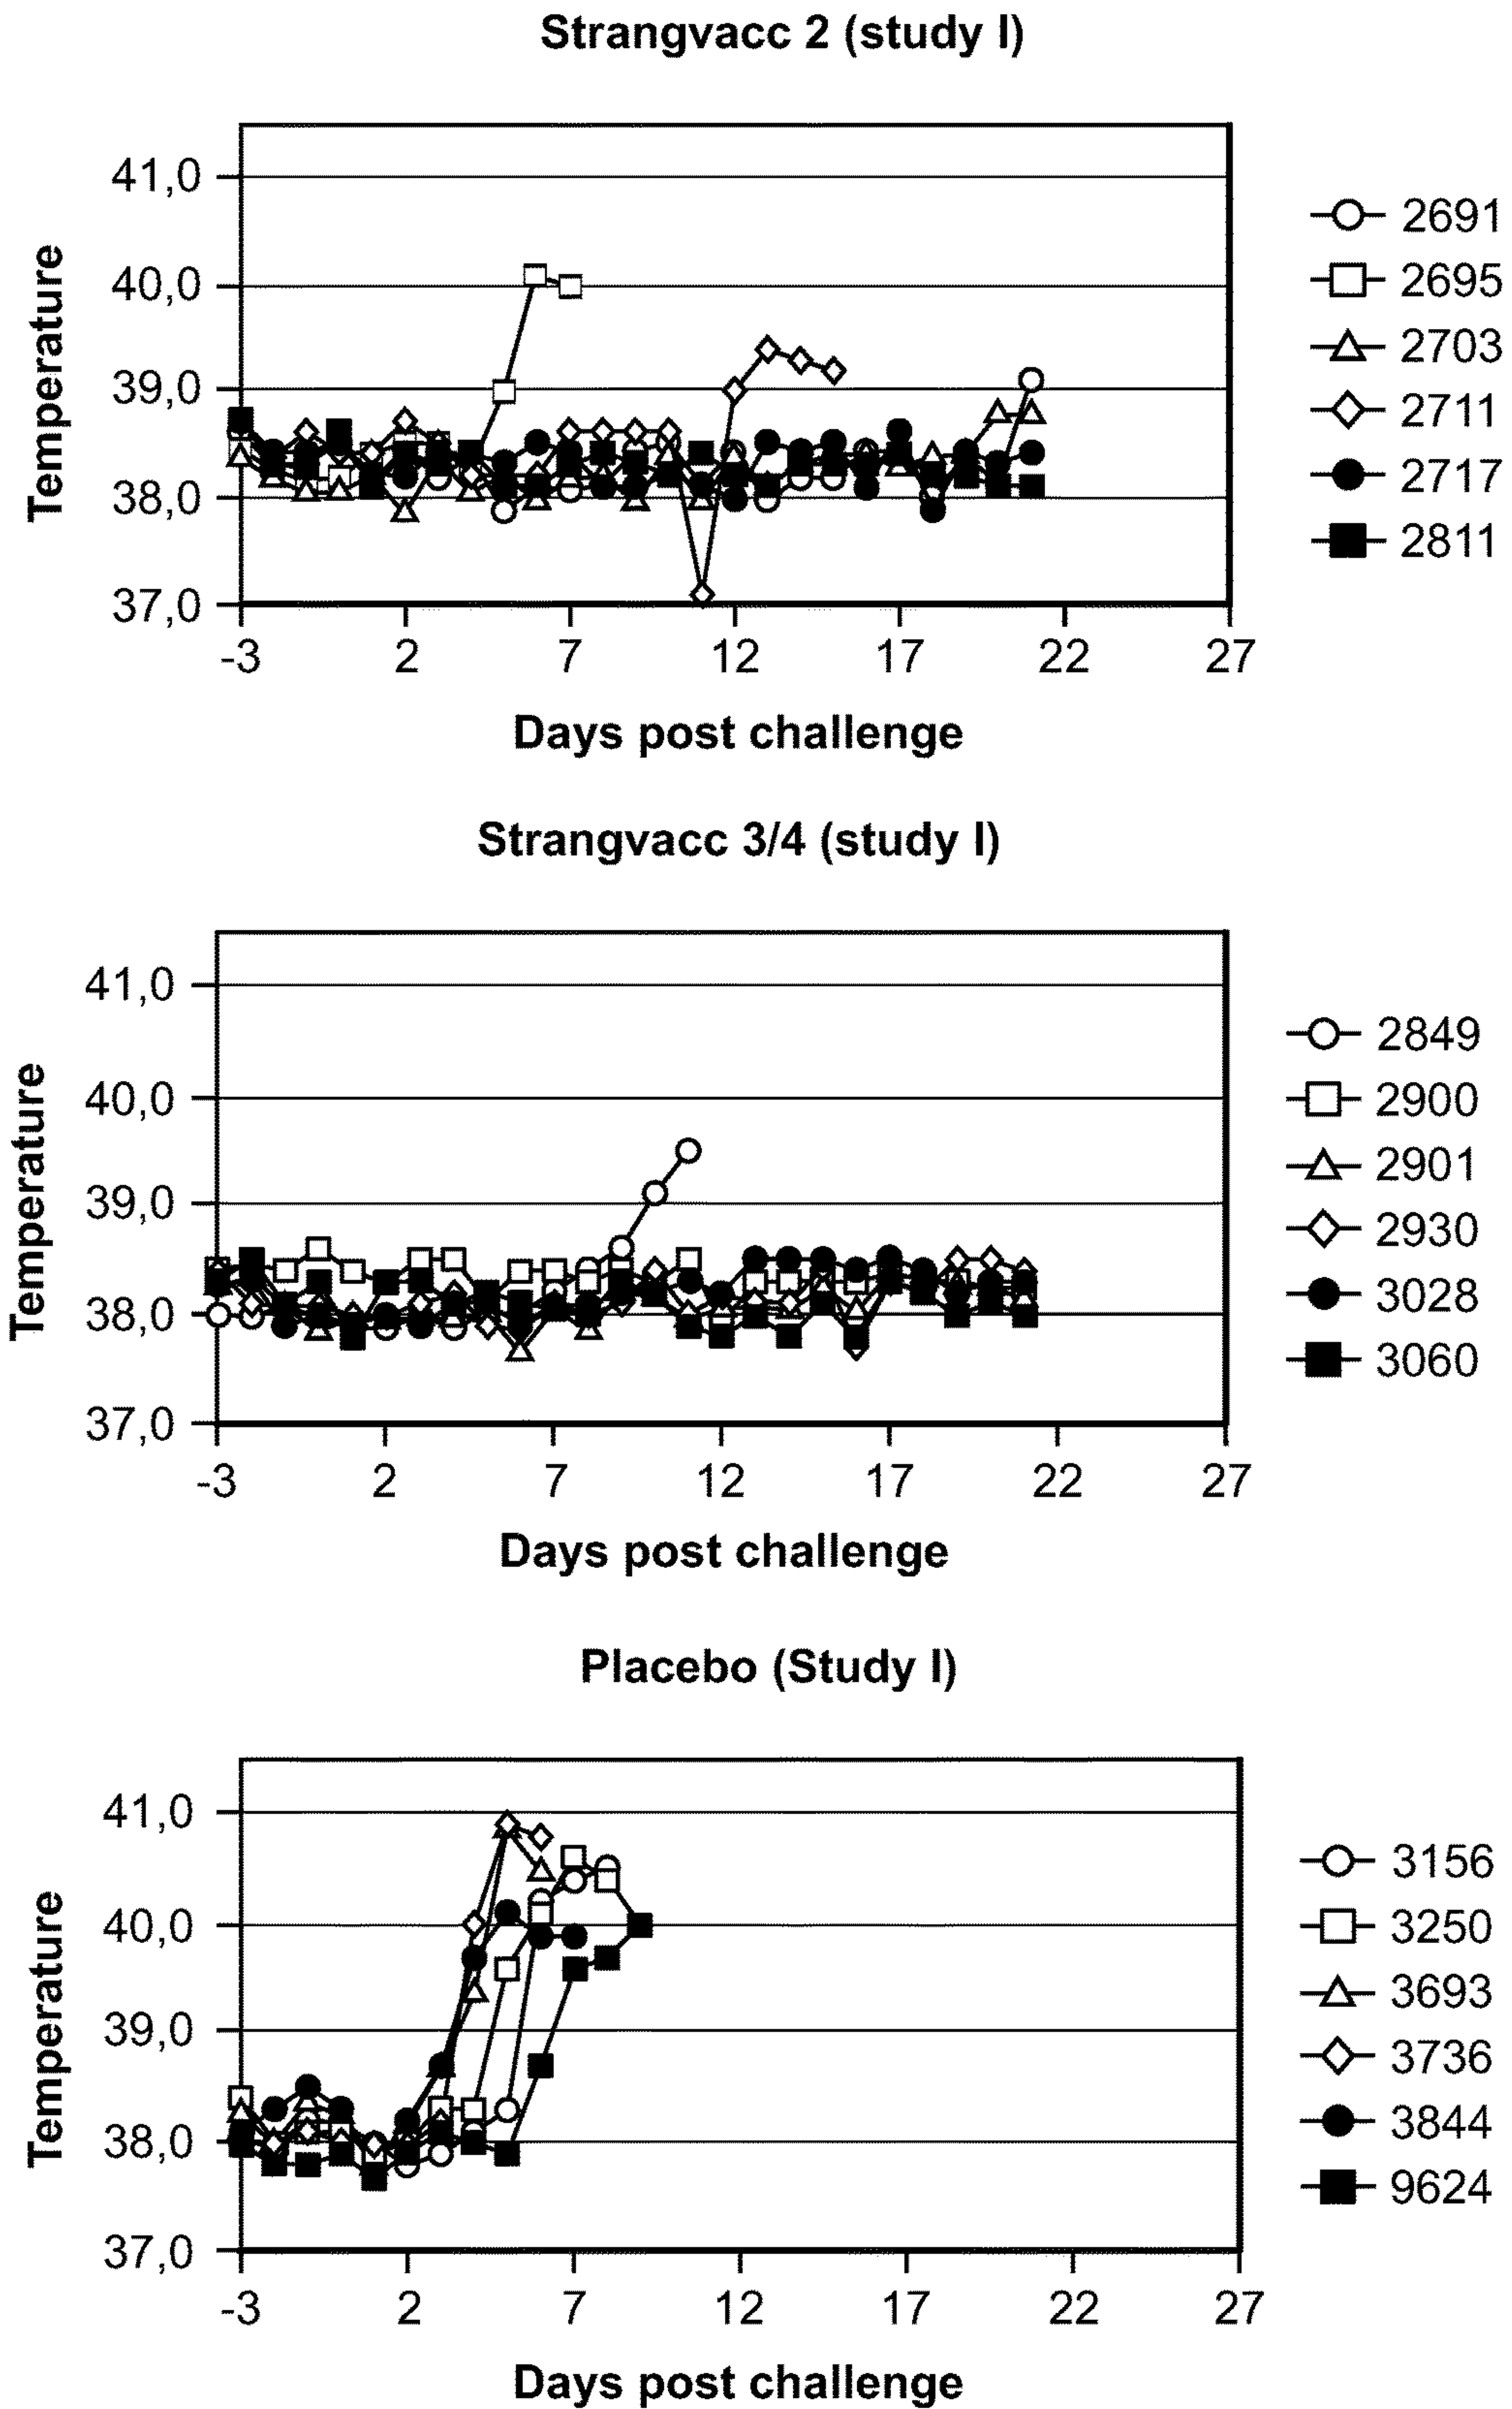 Strangvacc 2 (study I)
Temperature
41,0
40,0
39,0
38,0
37,0
-3 2 7 12 17 22 27
Days post challenge
2691
2695
2703
2711
2717
2811
Strangvacc 3/4 (study I)
Temperature
41,0
40,0
39,0
38,0
37,0
-3 2 7 12 17 22 27
Days post challenge
2849
2900
2901
2930
3028
3060
Placebo (Study I)
Temperature
41,0
40,0
39,0
38,0
37,0
-3 2 7 12 17 22 27
Days post challenge
3156
3250
3693
3736
3844
9624